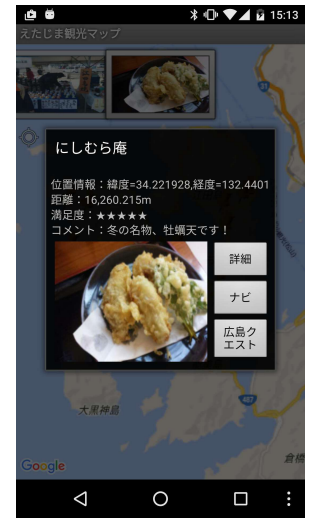 15:13
えたじま観光マップ
にしむら庵
位置情報：緯度=34.221928,経度=132.4401
距離：16,260.215m
満足度：★★★★★
コメント：冬の名物、牡蠣天です！
詳細
ナビ
広島ク
エスト
大黒神島
487
倉橋
Google